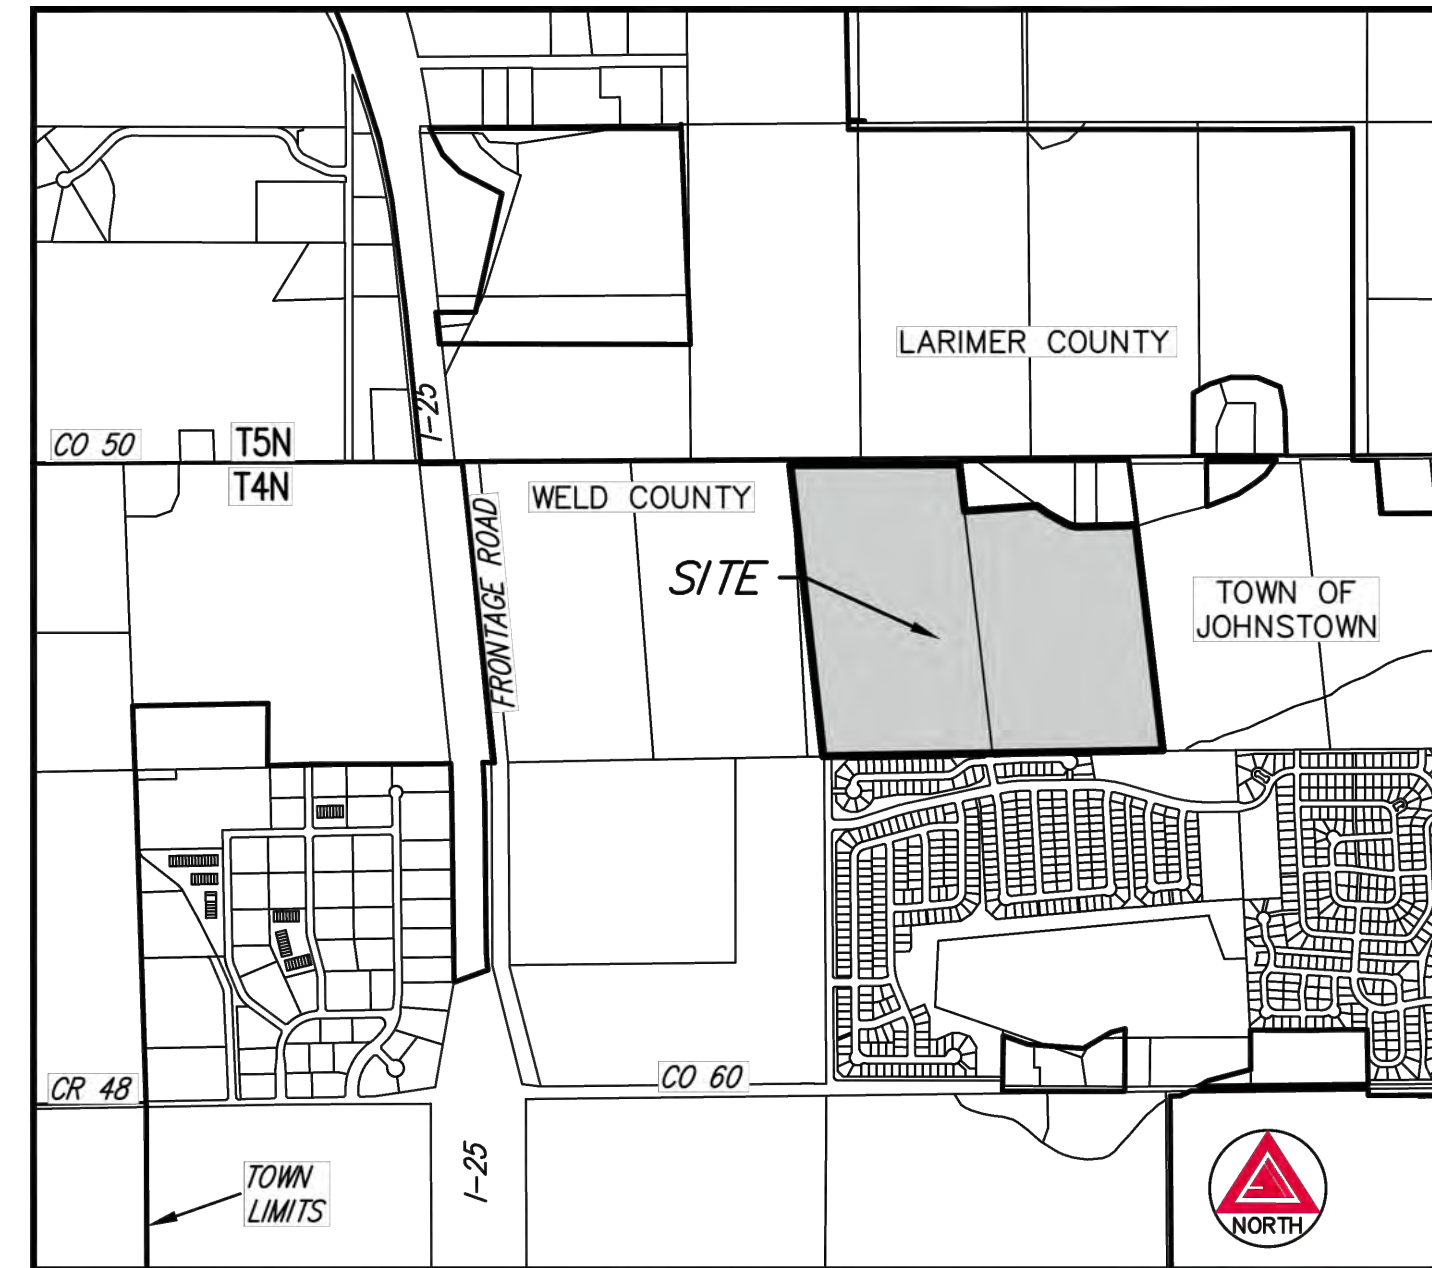 LARIMER COUNTY
I-25
CO 50
T5N
T4N
WELD COUNTY
FRONTAGE ROAD
SITE
TOWN OF
JOHNSTOWN
CO 60
CR 48
I-25
TOWN
LIMITS
NORTH